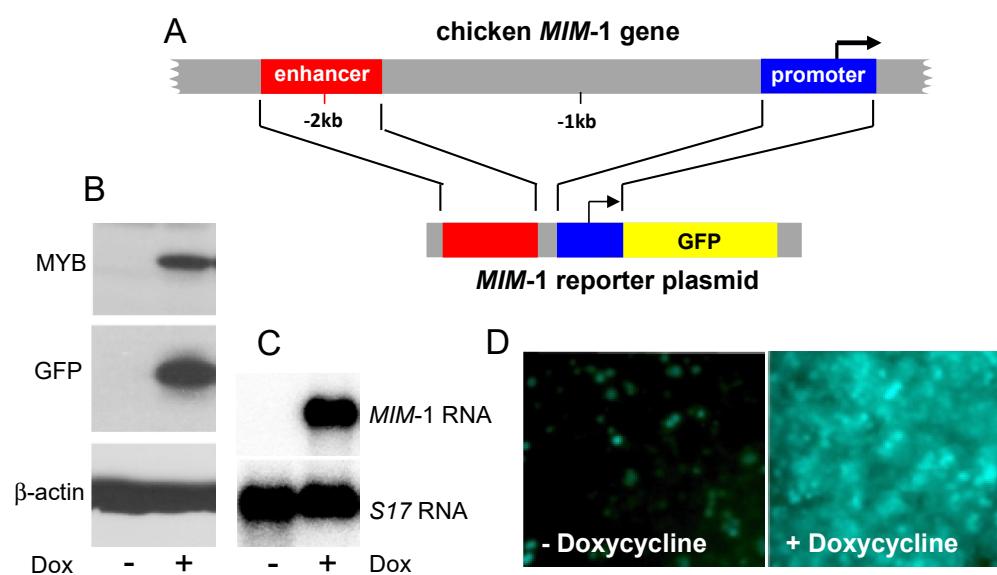 A
chicken MIM-1 gene
enhancer
promoter
-2kb
-1kb
GFP
MIM-1 reporter plasmid
B
MYB
GFP
β-actin
Dox - +
C
MIM-1 RNA
S17 RNA
- + Dox
D
- Doxycycline
+ Doxycycline